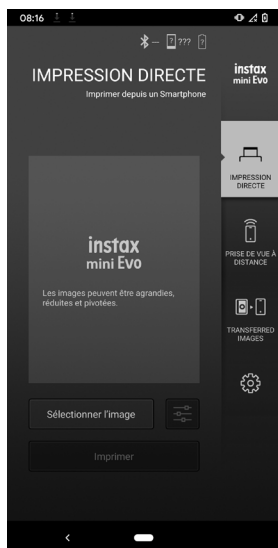 08:16
– ? ??? ?
IMPRESSION DIRECTE
Imprimer depuis un Smartphone
instax
mini Evo
IMPRESSION
DIRECTE
PRISE DE VUE À
DISTANCE
TRANSFERRED
IMAGES
instax
mini Evo
Les images peuvent être agrandies,
réduites et pivotées.
Sélectionner l'image
Imprimer